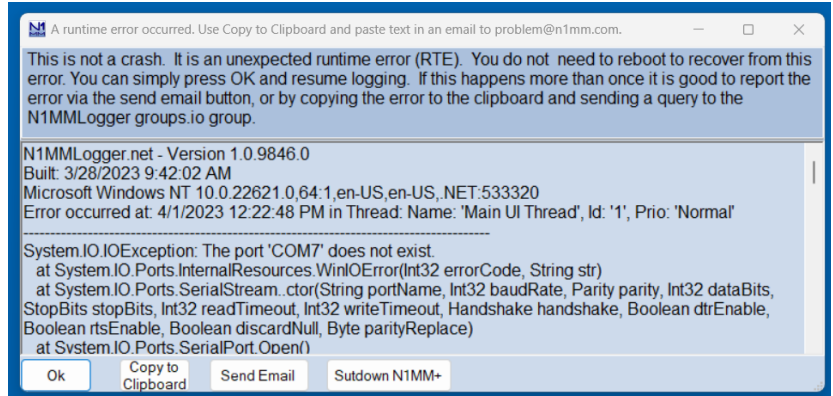 N1
MM
A runtime error occurred. Use Copy to Clipboard and paste text in an email to problem@n1mm.com.
This is not a crash. It is an unexpected runtime error (RTE). You do not need to reboot to recover from this
error. You can simply press OK and resume logging. If this happens more than once it is good to report the
error via the send email button, or by copying the error to the clipboard and sending a query to the
N1MMLogger groups.io group.
N1MMLogger.net - Version 1.0.9846.0
Built: 3/28/2023 9:42:02 AM
Microsoft Windows NT 10.0.22621.0,64:1,en-US,en-US,.NET:533320
Error occurred at: 4/1/2023 12:22:48 PM in Thread: Name: 'Main UI Thread', Id: '1', Prio: 'Normal'
--------------------------------------------------------------------------------------------
System.IO.IOException: The port 'COM7' does not exist.
at System.IO.Ports.InternalResources.WinIOError(Int32 errorCode, String str)
at System.IO.Ports.SerialStream..ctor(String portName, Int32 baudRate, Parity parity, Int32 dataBits,
StopBits stopBits, Int32 readTimeout, Int32 writeTimeout, Handshake handshake, Boolean dtrEnable,
Boolean rtsEnable, Boolean discardNull, Byte parityReplace)
at System.IO.Ports.SerialPort.Open()
Ok
Copy to
Clipboard
Send Email
Sutdown N1MM+